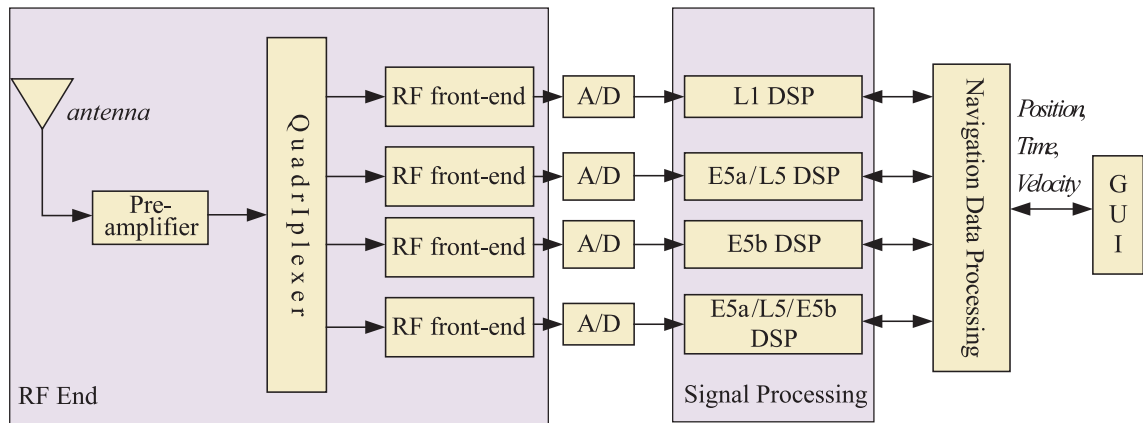 antenna
Pre-
amplifier
QuadrIplexer
RF front-end
RF front-end
RF front-end
RF front-end
RF End
A/D
A/D
A/D
A/D
L1 DSP
E5a/L5 DSP
E5b DSP
E5a/L5/E5b
DSP
Signal Processing
Navigation Data Processing
Position,
Time,
Velocity
GUI